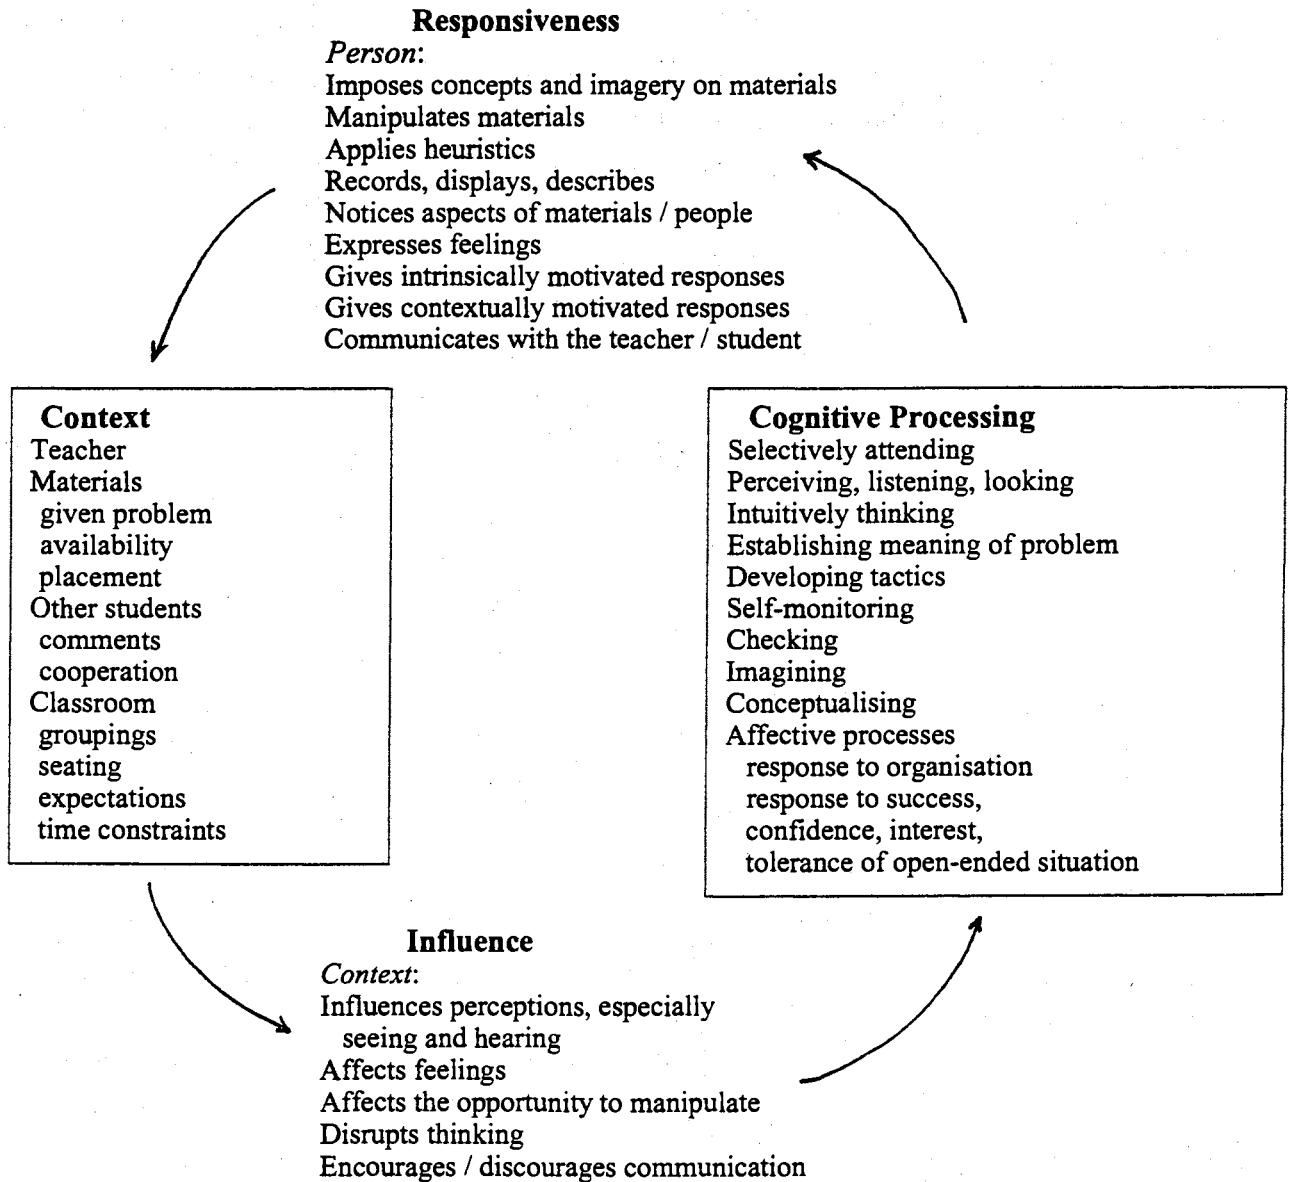 Responsiveness
Person:
Imposes concepts and imagery on materials
Manipulates materials
Applies heuristics
Records, displays, describes
Notices aspects of materials / people
Expresses feelings
Gives intrinsically motivated responses
Gives contextually motivated responses
Communicates with the teacher / student
Context
Teacher
Materials
given problem
availability
placement
Other students
comments
cooperation
Classroom
groupings
seating
expectations
time constraints
Cognitive Processing
Selectively attending
Perceiving, listening, looking
Intuitively thinking
Establishing meaning of problem
Developing tactics
Self-monitoring
Checking
Imagining
Conceptualising
Affective processes
response to organisation
response to success,
confidence, interest,
tolerance of open-ended situation
Influence
Context:
Influences perceptions, especially
seeing and hearing
Affects feelings
Affects the opportunity to manipulate
Disrupts thinking
Encourages / discourages communication